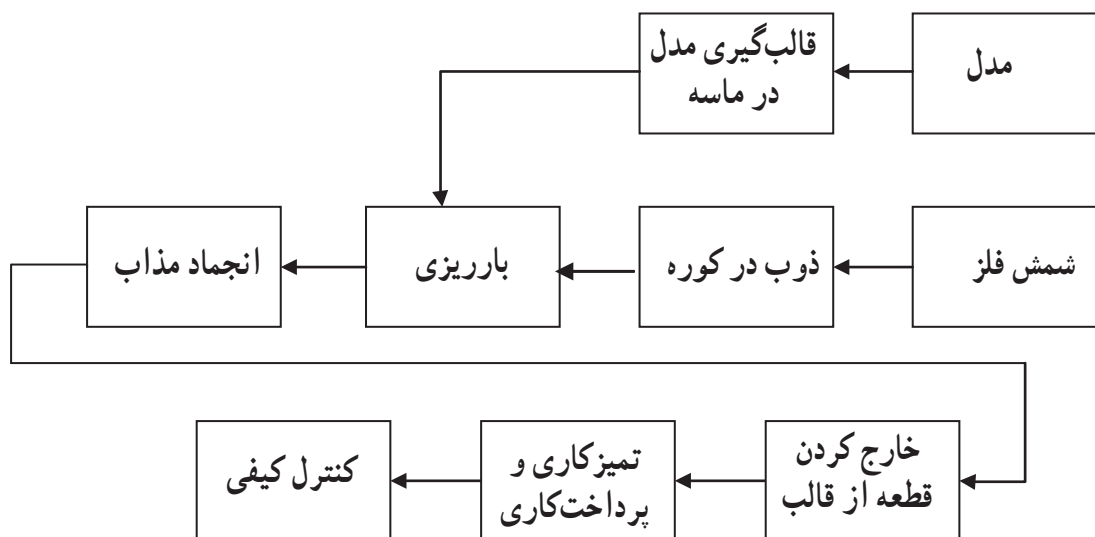 مدل
قالب‌گیری مدل
در ماسه
شمش فلز
ذوب در کوره
بارریزی
انجماد مذاب
خارج کردن
قطعه از قالب
تمیزکاری و
پرداخت‌کاری
کنترل کیفی